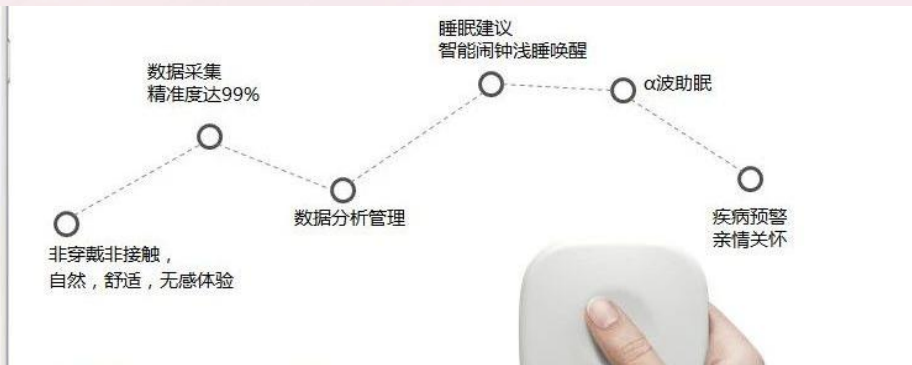 睡眠建议
智能闹钟浅睡唤醒
数据采集
精准度达99%
α波助眠
数据分析管理
疾病预警
亲情关怀
非穿戴非接触，
自然，舒适，无感体验